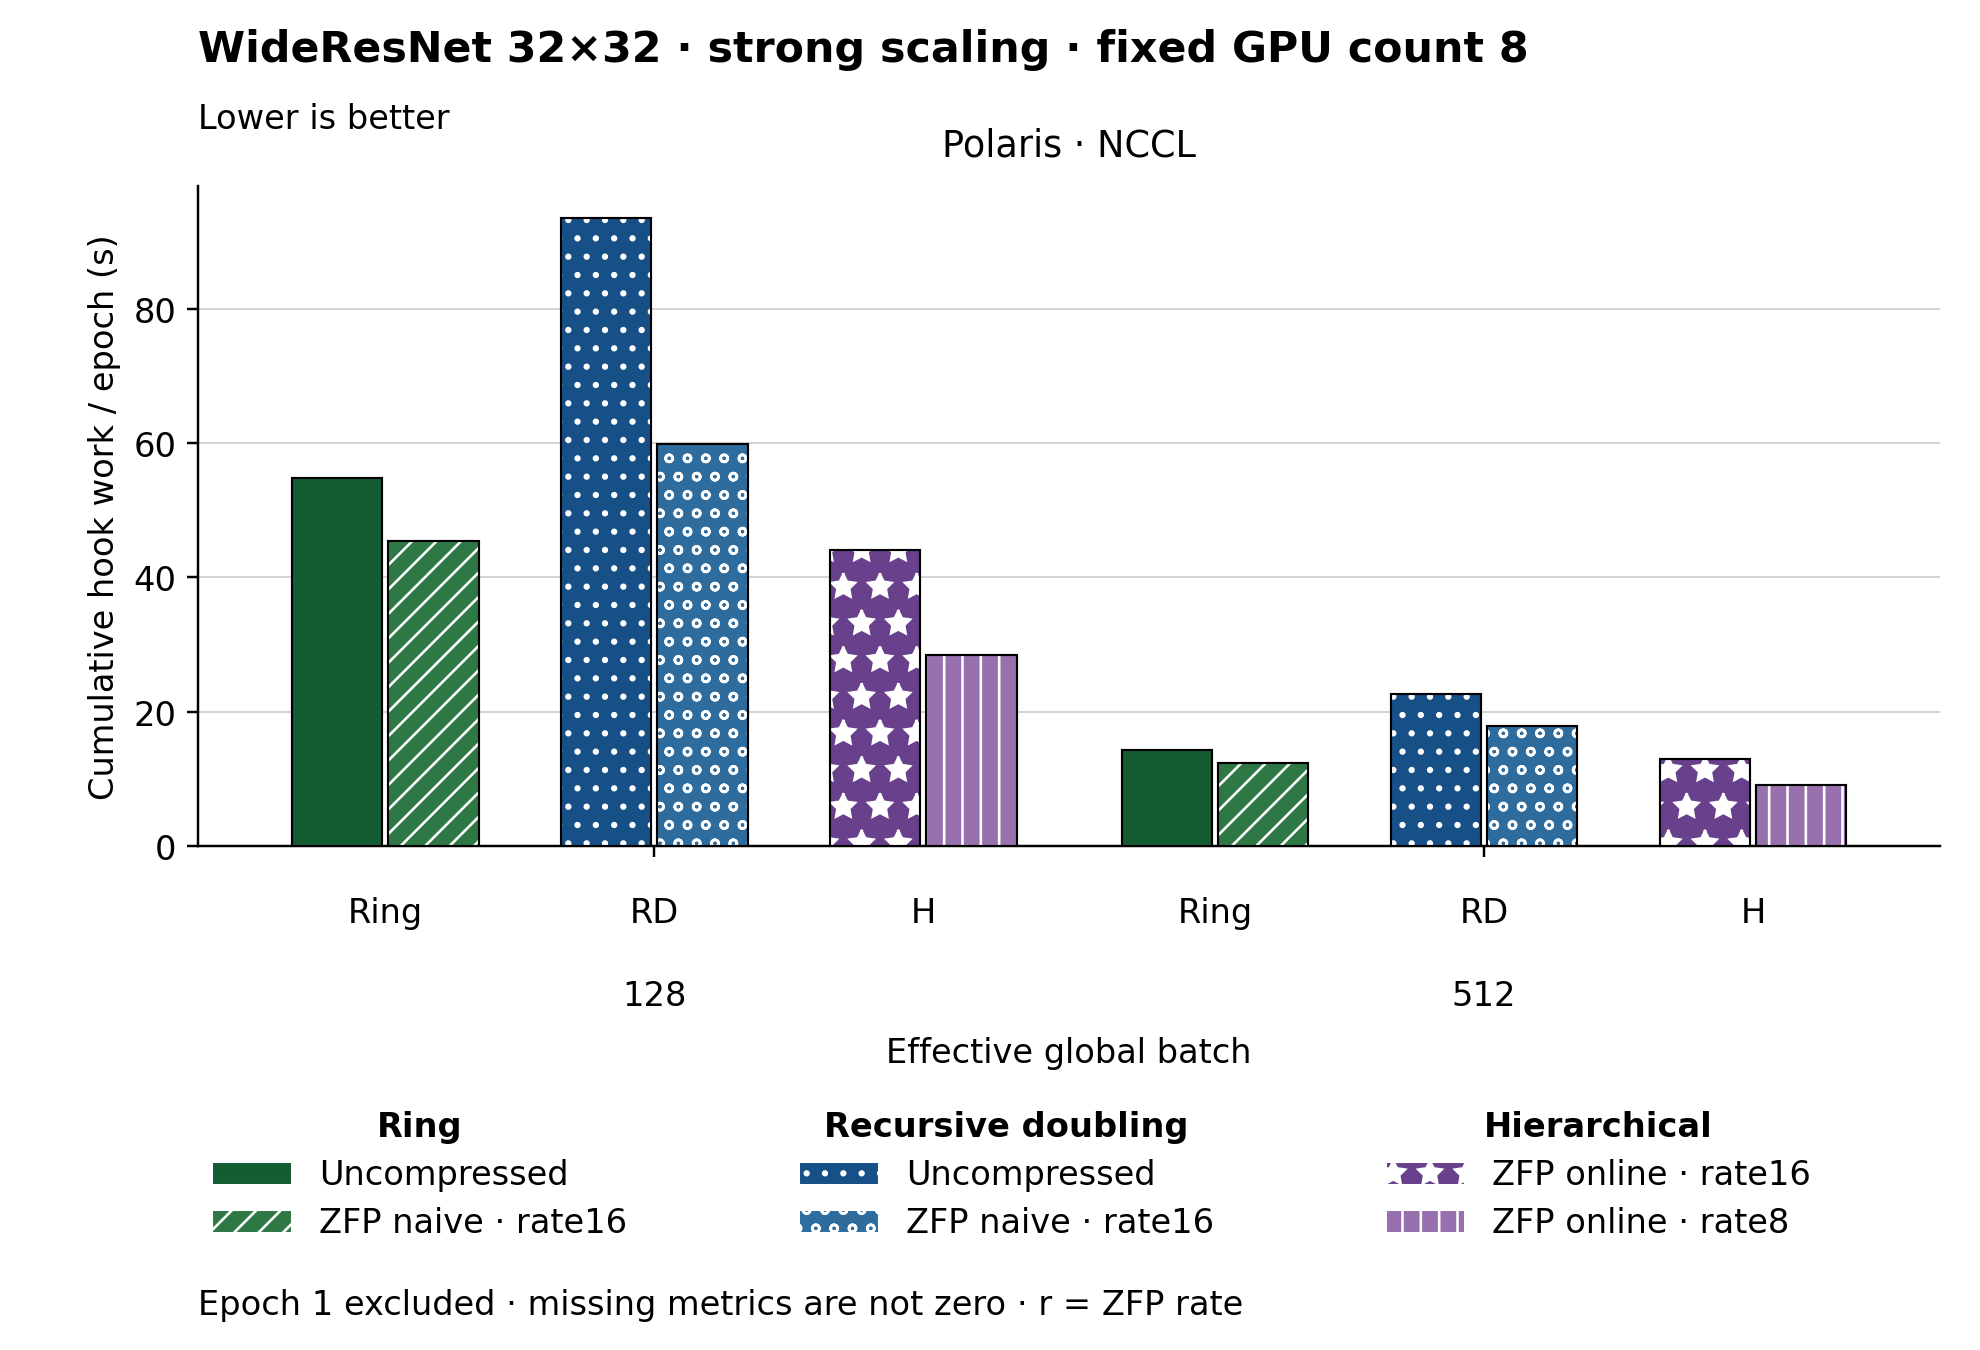 WideResNet 32×32 · strong scaling · fixed GPU count 8
Lower is better
Polaris · NCCL
Cumulative hook work / epoch (s)
80
60
40
20
0
Ring RD H Ring RD H
128 512
Effective global batch
Ring Recursive doubling Hierarchical
Uncompressed Uncompressed ZFP online · rate16
ZFP naive · rate16 ZFP naive · rate16 ZFP online · rate8
Epoch 1 excluded · missing metrics are not zero · r = ZFP rate